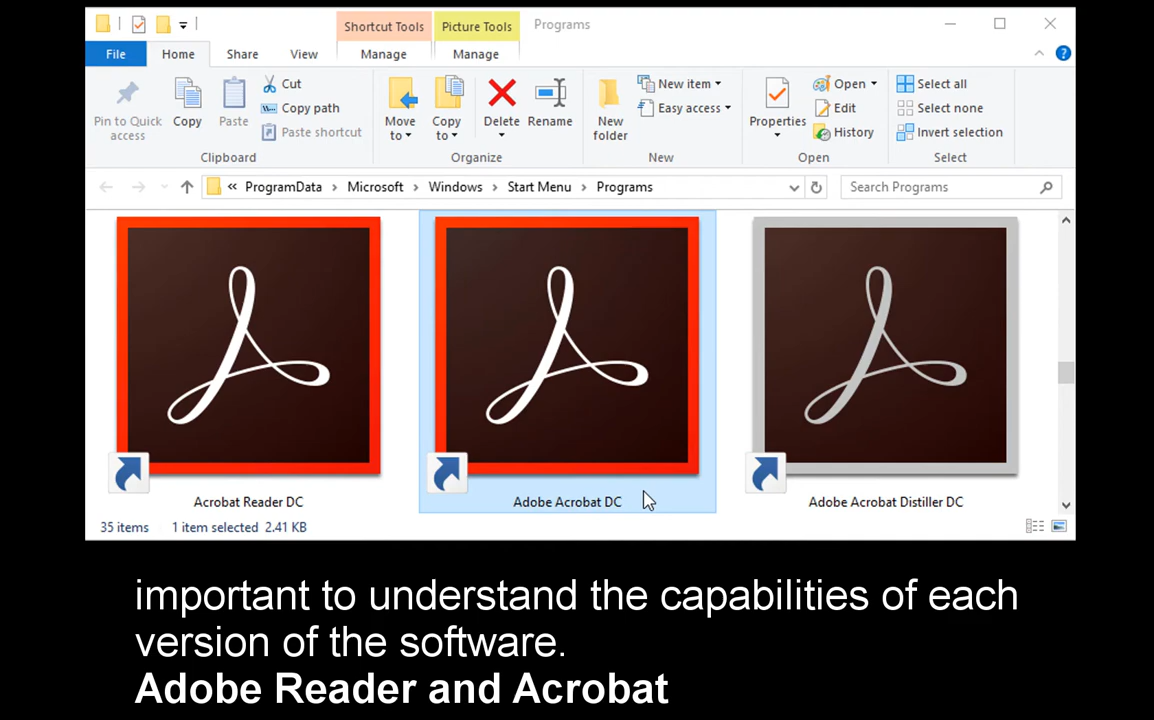 Shortcut Tools Picture Tools Programs
File Home Share View Manage Manage
Pin to Quick access
Copy
Paste
Cut
Copy path
Paste shortcut
Clipboard
Move to
Copy to
Delete
Rename
Organize
New folder
New item
Easy access
New
Properties
Open
Edit
History
Open
Select all
Select none
Invert selection
Select
« ProgramData > Microsoft > Windows > Start Menu > Programs
Search Programs
Acrobat Reader DC
Adobe Acrobat DC
Adobe Acrobat Distiller DC
35 items 1 item selected 2.41 KB
important to understand the capabilities of each
version of the software.
Adobe Reader and Acrobat